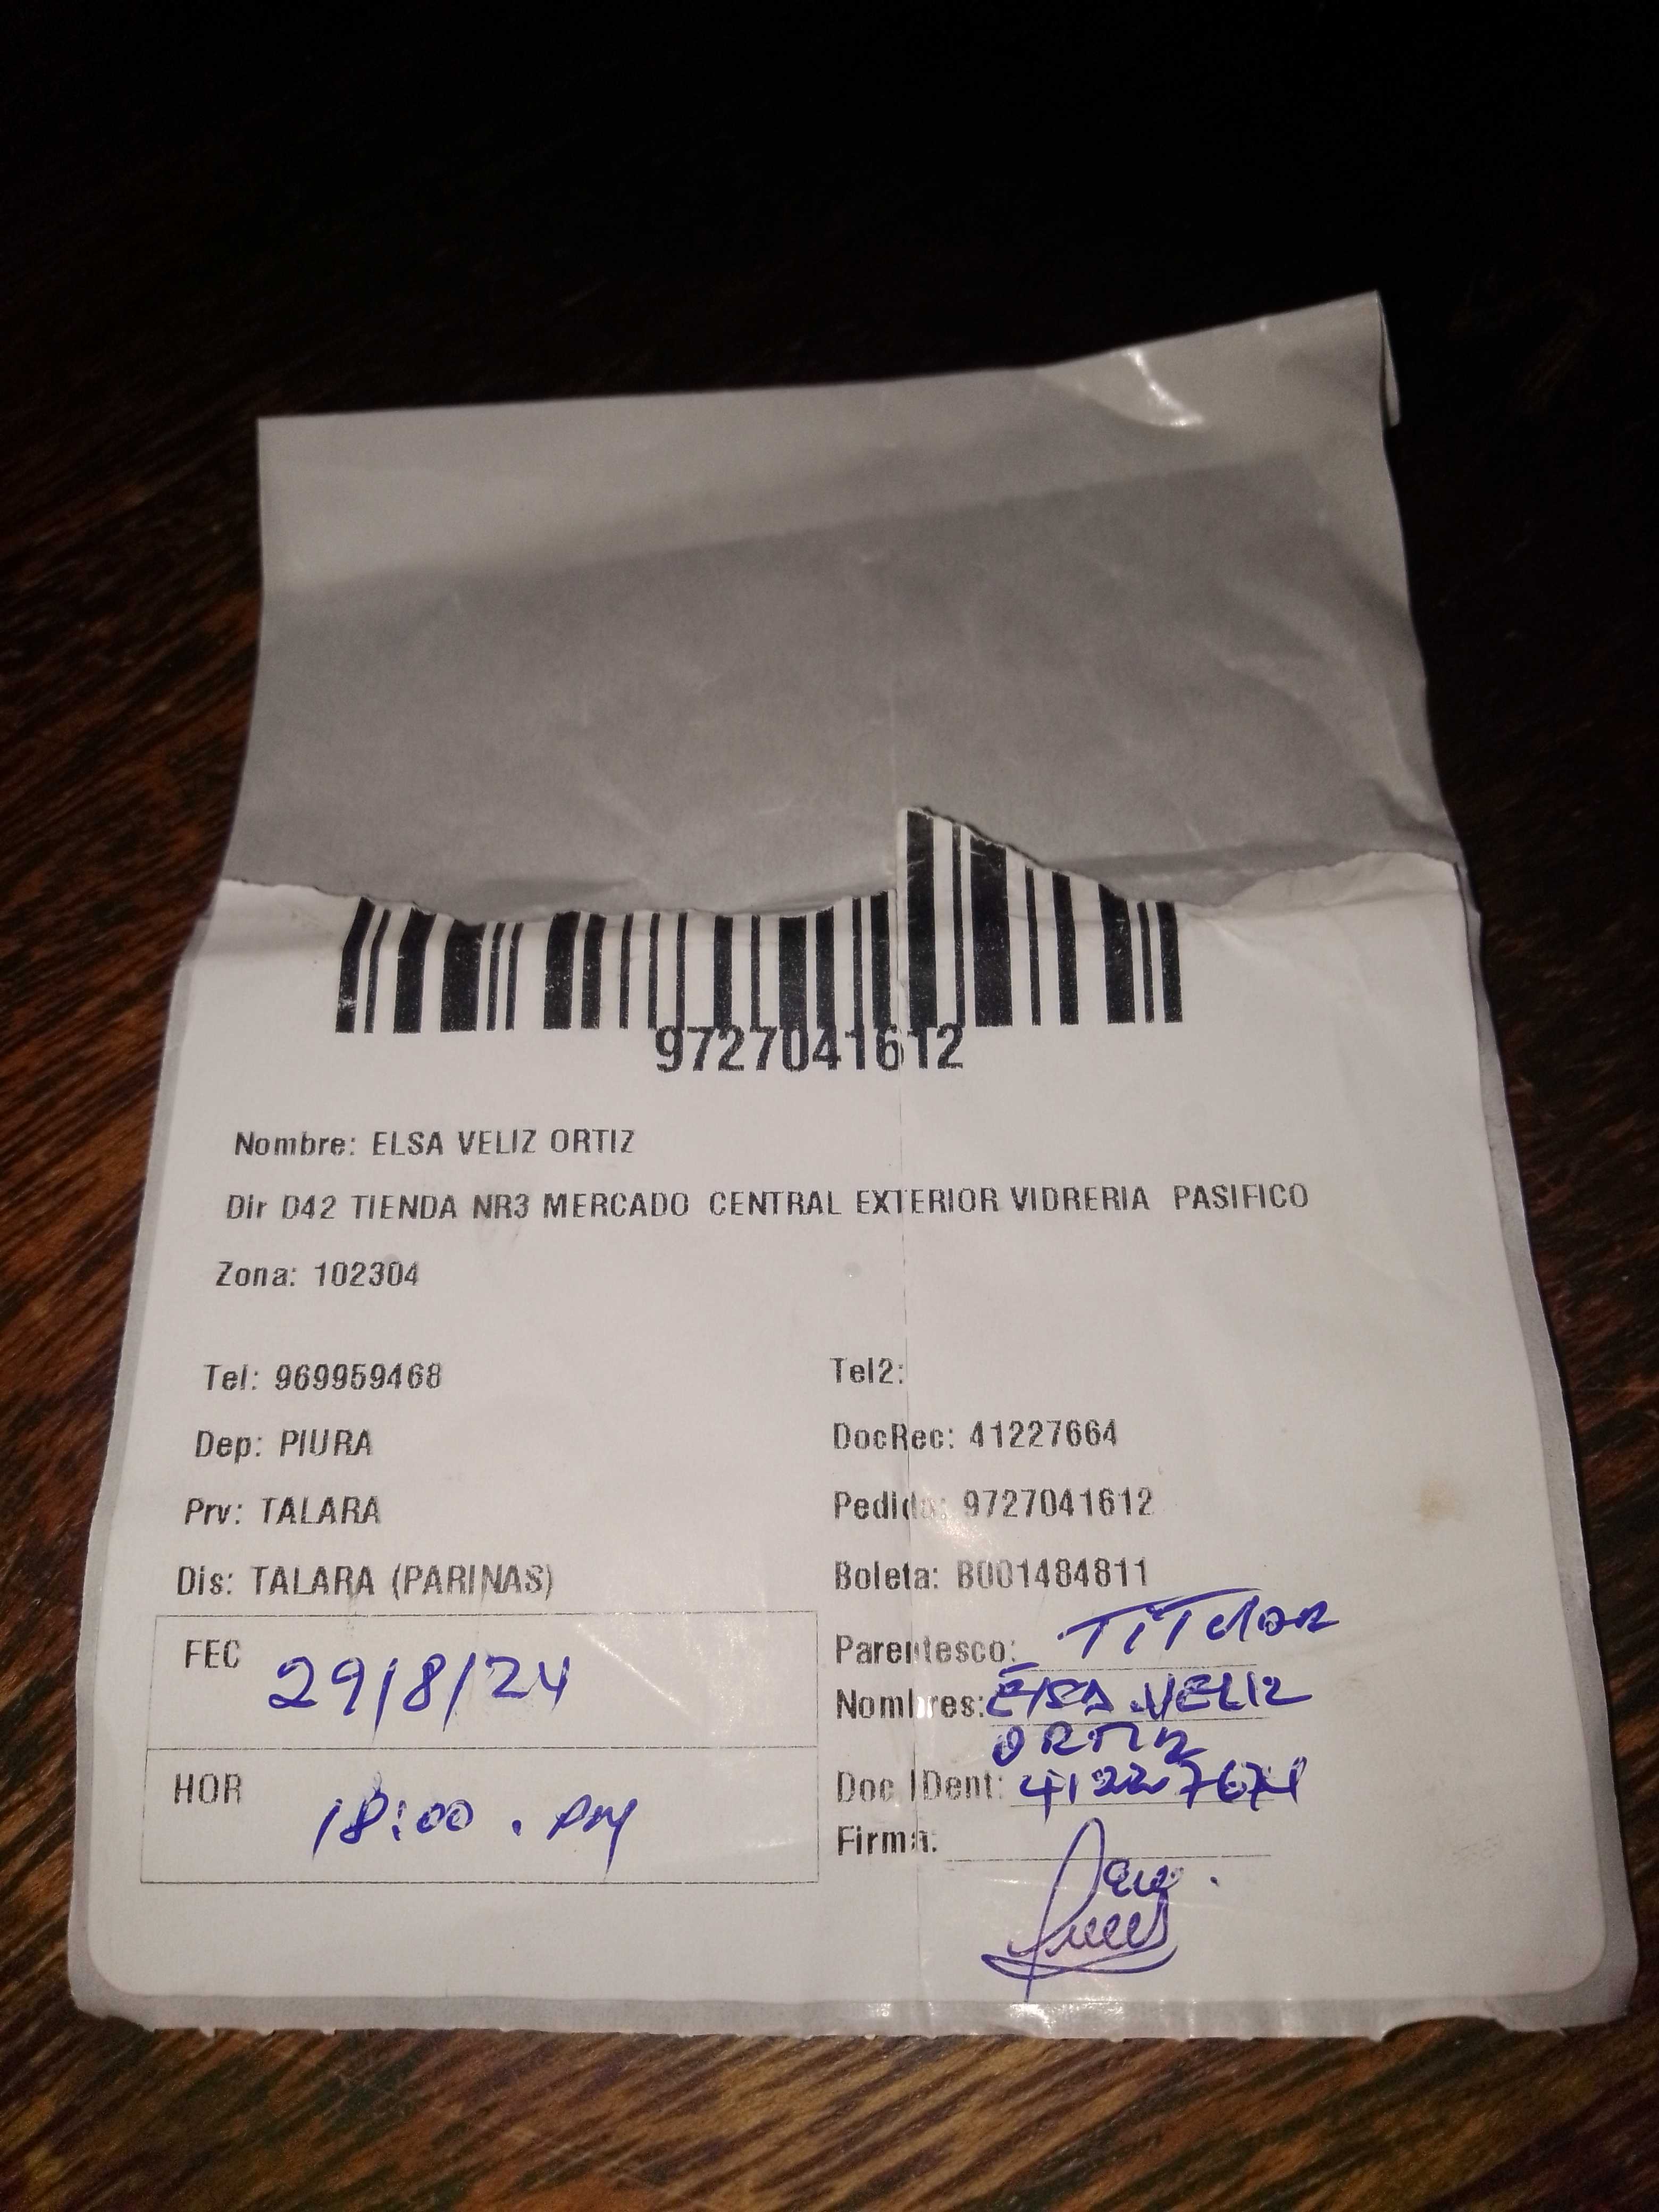 9727041612
Nombre: ELSA VELIZ ORTIZ
Dir D42 TIENDA NR3 MERCADO CENTRAL EXTERIOR VIDRERIA PASIFICO
Zona: 102304
Tel: 969959468
Tel2:
Dep: PIURA
DocRec: 41227664
Prv: TALARA
Pedido: 9727041612
Dis: TALARA (PARINAS)
Boleta: B001484811
FEC 29/8/24
Parentesco: TiTular
Nombres: ElSA VELIZ
ORTIZ
HOR 18:00 . PM
Doc IDent:
Firma: